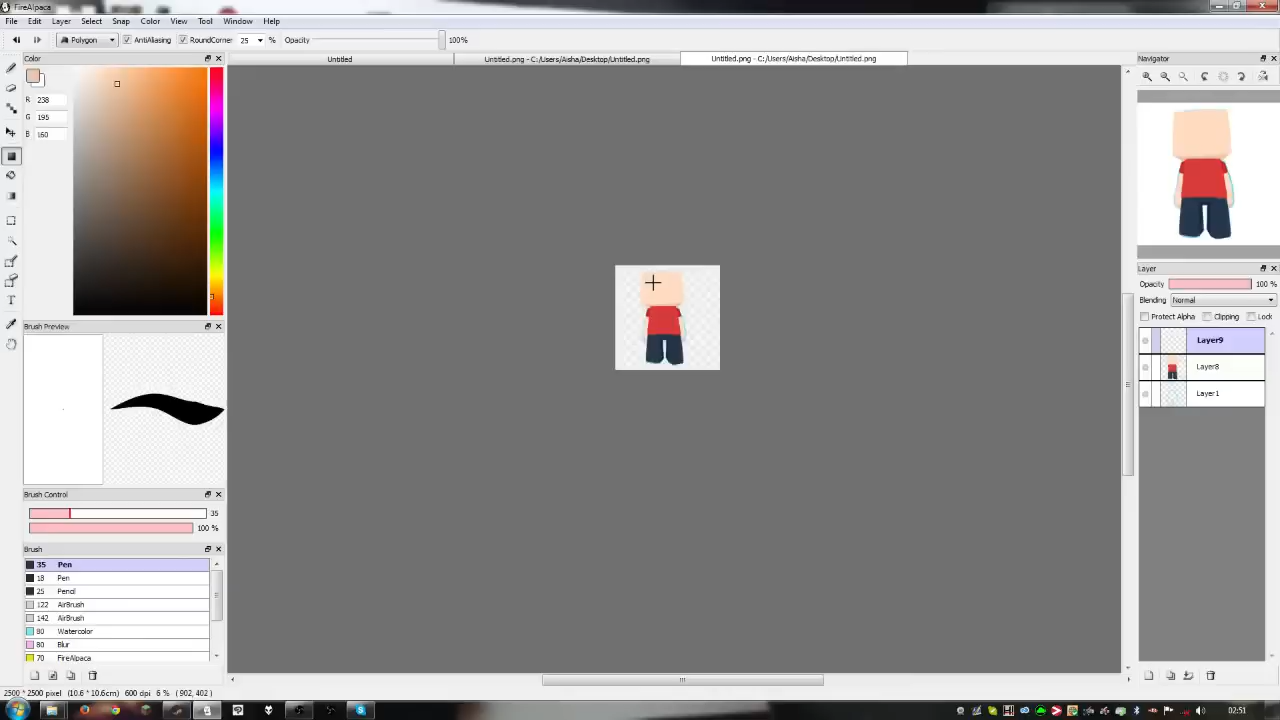 FireAlpaca
File Edit Layer Select Snap Color View Tool Window Help
Polygon AntiAliasing RoundCorner 25 % Opacity 100%
Color Untitled Untitled.png - C:/Users/Aisha/Desktop/Untitled.png Untitled.png - C:/Users/Aisha/Desktop/Untitled.png Navigator
R 238
G 195
B 160
Layer
Opacity 100 %
Blending Normal
Protect Alpha Clipping Lock
Layer9
Layer8
Layer1
Brush Preview
Brush Control
35
100 %
Brush
35 Pen
18 Pen
25 Pencil
122 AirBrush
142 AirBrush
80 Watercolor
80 Blur
70 FireAlpaca
2500 * 2500 pixel (10.6 * 10.6cm) 600 dpi 6 % ( 902, 402 )
02:51